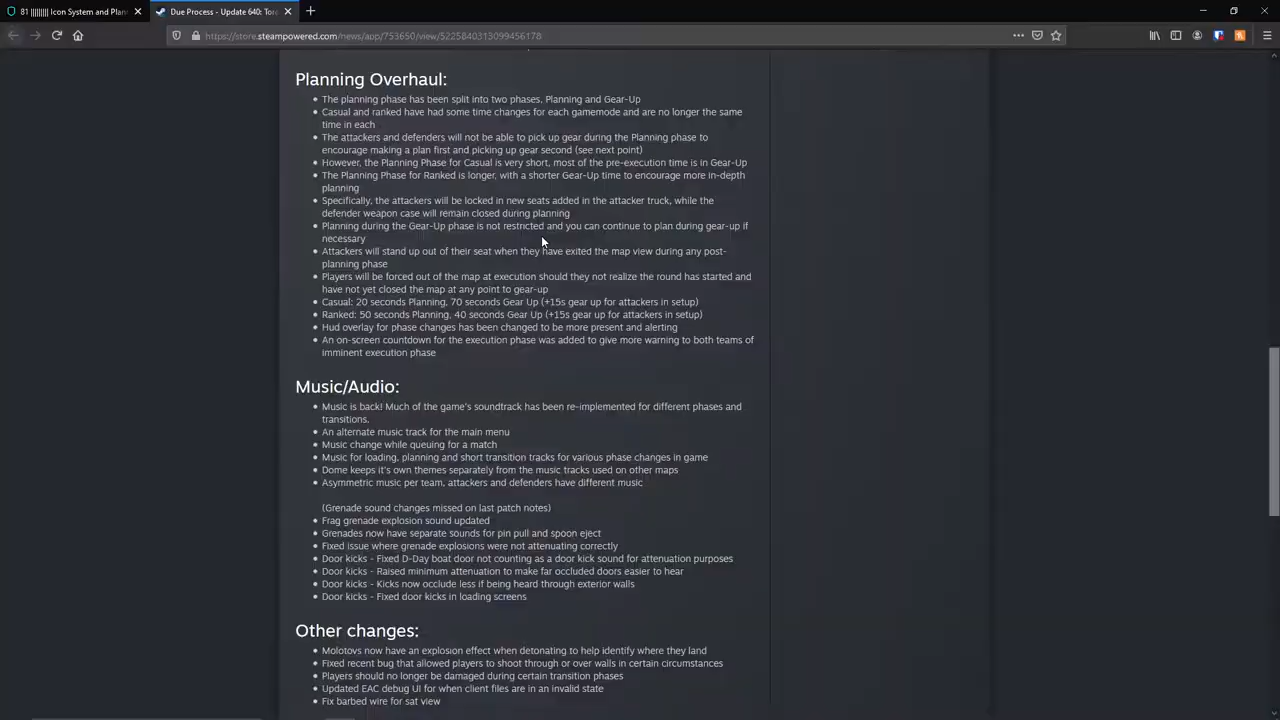 81 ||||||||| Icon System and Plan
Due Process - Update 640: Tor
https://store.steampowered.com/news/app/753650/view/5225840313099456178
Planning Overhaul:
The planning phase has been split into two phases, Planning and Gear-Up
Casual and ranked have had some time changes for each gamemode and are no longer the same
time in each
The attackers and defenders will not be able to pick up gear during the Planning phase to
encourage making a plan first and picking up gear second (see next point)
However, the Planning Phase for Casual is very short, most of the pre-execution time is in Gear-Up
The Planning Phase for Ranked is longer, with a shorter Gear-Up time to encourage more in-depth
planning
Specifically, the attackers will be locked in new seats added in the attacker truck, while the
defender weapon case will remain closed during planning
Planning during the Gear-Up phase is not restricted and you can continue to plan during gear-up if
necessary
Attackers will stand up out of their seat when they have exited the map view during any post-
planning phase
Players will be forced out of the map at execution should they not realize the round has started and
have not yet closed the map at any point to gear-up
Casual: 20 seconds Planning, 70 seconds Gear Up (+15s gear up for attackers in setup)
Ranked: 50 seconds Planning, 40 seconds Gear Up (+15s gear up for attackers in setup)
Hud overlay for phase changes has been changed to be more present and alerting
An on-screen countdown for the execution phase was added to give more warning to both teams of
imminent execution phase
Music/Audio:
Music is back! Much of the game's soundtrack has been re-implemented for different phases and
transitions.
An alternate music track for the main menu
Music change while queuing for a match
Music for loading, planning and short transition tracks for various phase changes in game
Dome keeps it's own themes separately from the music tracks used on other maps
Asymmetric music per team, attackers and defenders have different music
(Grenade sound changes missed on last patch notes)
Frag grenade explosion sound updated
Grenades now have separate sounds for pin pull and spoon eject
Fixed issue where grenade explosions were not attenuating correctly
Door kicks - Fixed D-Day boat door not counting as a door kick sound for attenuation purposes
Door kicks - Raised minimum attenuation to make far occluded doors easier to hear
Door kicks - Kicks now occlude less if being heard through exterior walls
Door kicks - Fixed door kicks in loading screens
Other changes:
Molotovs now have an explosion effect when detonating to help identify where they land
Fixed recent bug that allowed players to shoot through or over walls in certain circumstances
Players should no longer be damaged during certain transition phases
Updated EAC debug UI for when client files are in an invalid state
Fix barbed wire for sat view